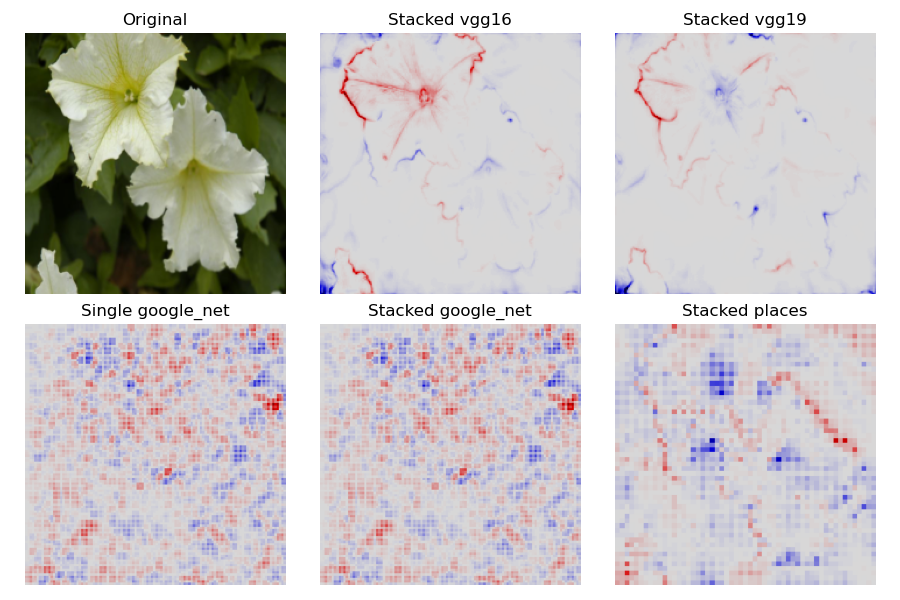 Original
Stacked vgg16
Stacked vgg19
Single google_net
Stacked google_net
Stacked places